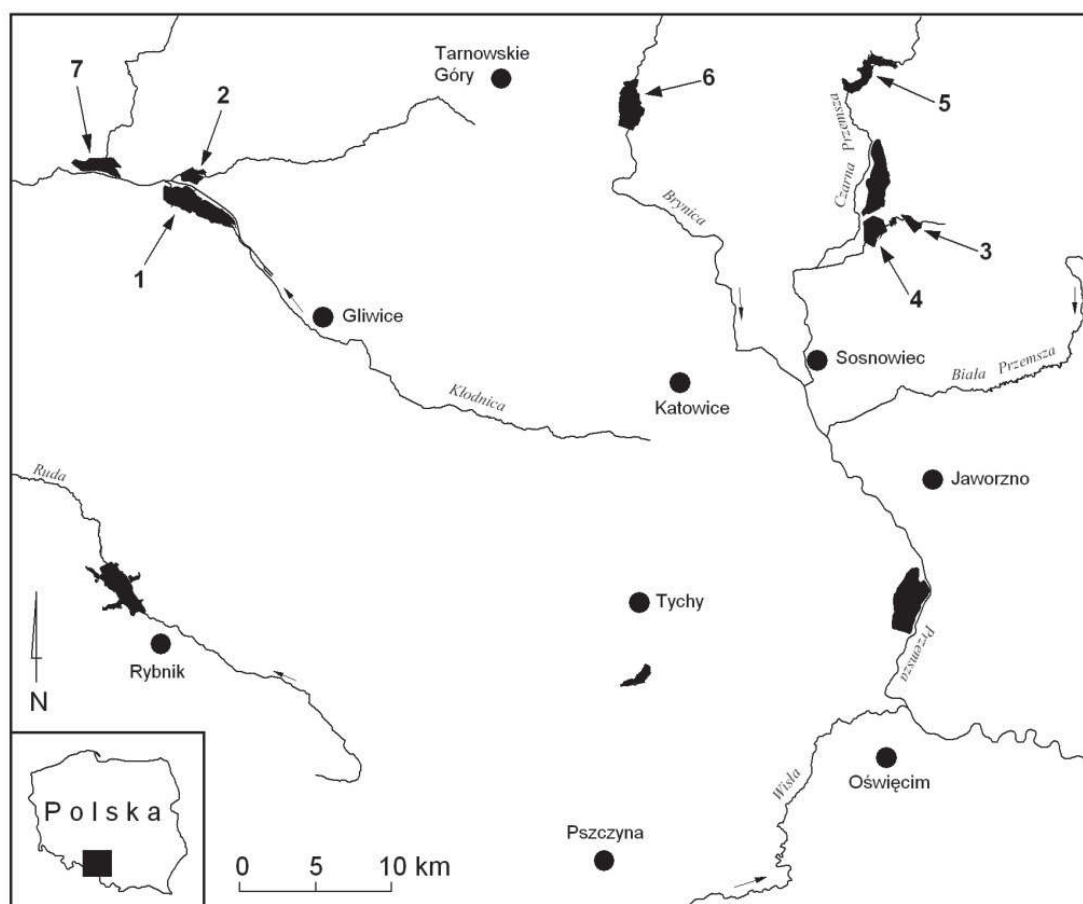 Tarnowskie
Góry
7
2
6
5
1
3
4
Czarna Przemsza
Brynica
Gliwice
Sosnowiec
Biała Przemsza
Katowice
Kłodnica
Jaworzno
Ruda
Tychy
Rybnik
Przemsza
N
Oświęcim
Wisła
Pszczyna
Polska
0 5 10 km